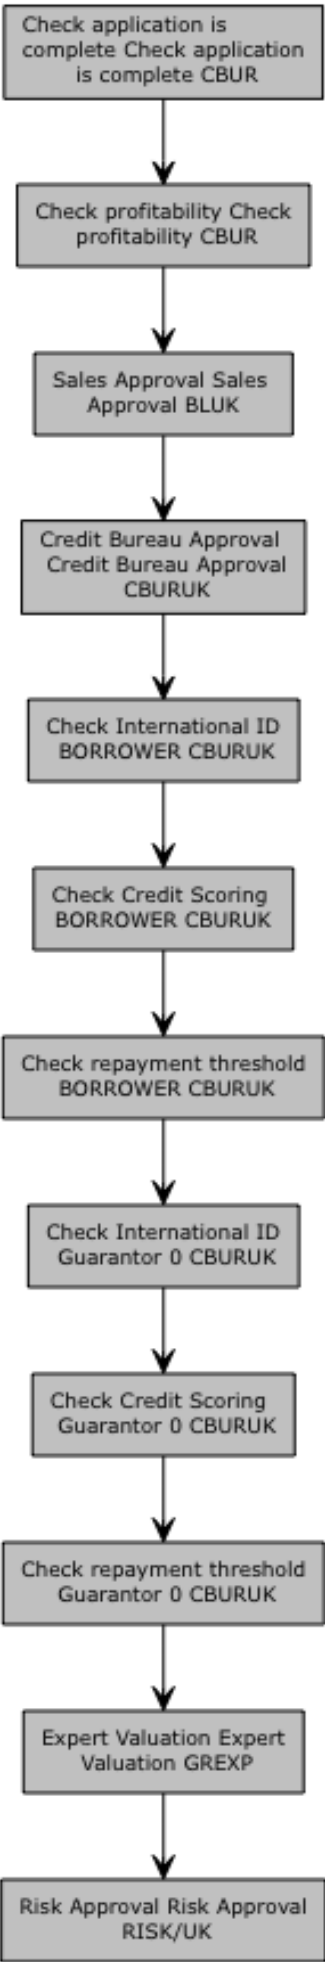 Check application is
complete Check application
is complete CBUR
Check profitability Check
profitability CBUR
Sales Approval Sales
Approval BLUK
Credit Bureau Approval
Credit Bureau Approval
CBURUK
Check International ID
BORROWER CBURUK
Check Credit Scoring
BORROWER CBURUK
Check repayment threshold
BORROWER CBURUK
Check International ID
Guarantor 0 CBURUK
Check Credit Scoring
Guarantor 0 CBURUK
Check repayment threshold
Guarantor 0 CBURUK
Expert Valuation Expert
Valuation GREXP
Risk Approval Risk Approval
RISK/UK